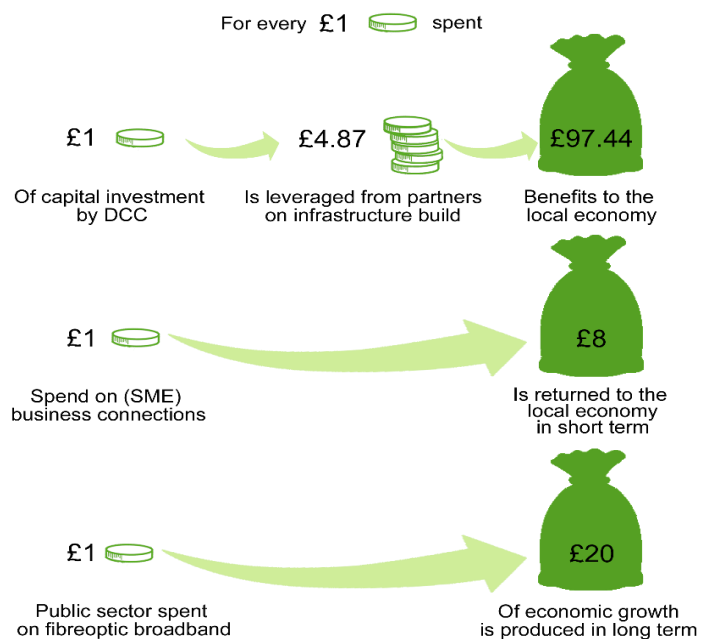 For every £1 spent
£1
£4.87
£97.44
Of capital investment
by DCC
Is leveraged from partners
on infrastructure build
Benefits to the
local economy
£1
£8
Spend on (SME)
business connections
Is returned to the
local economy
in short term
£1
£20
Public sector spent
on fibreoptic broadband
Of economic growth
is produced in long term